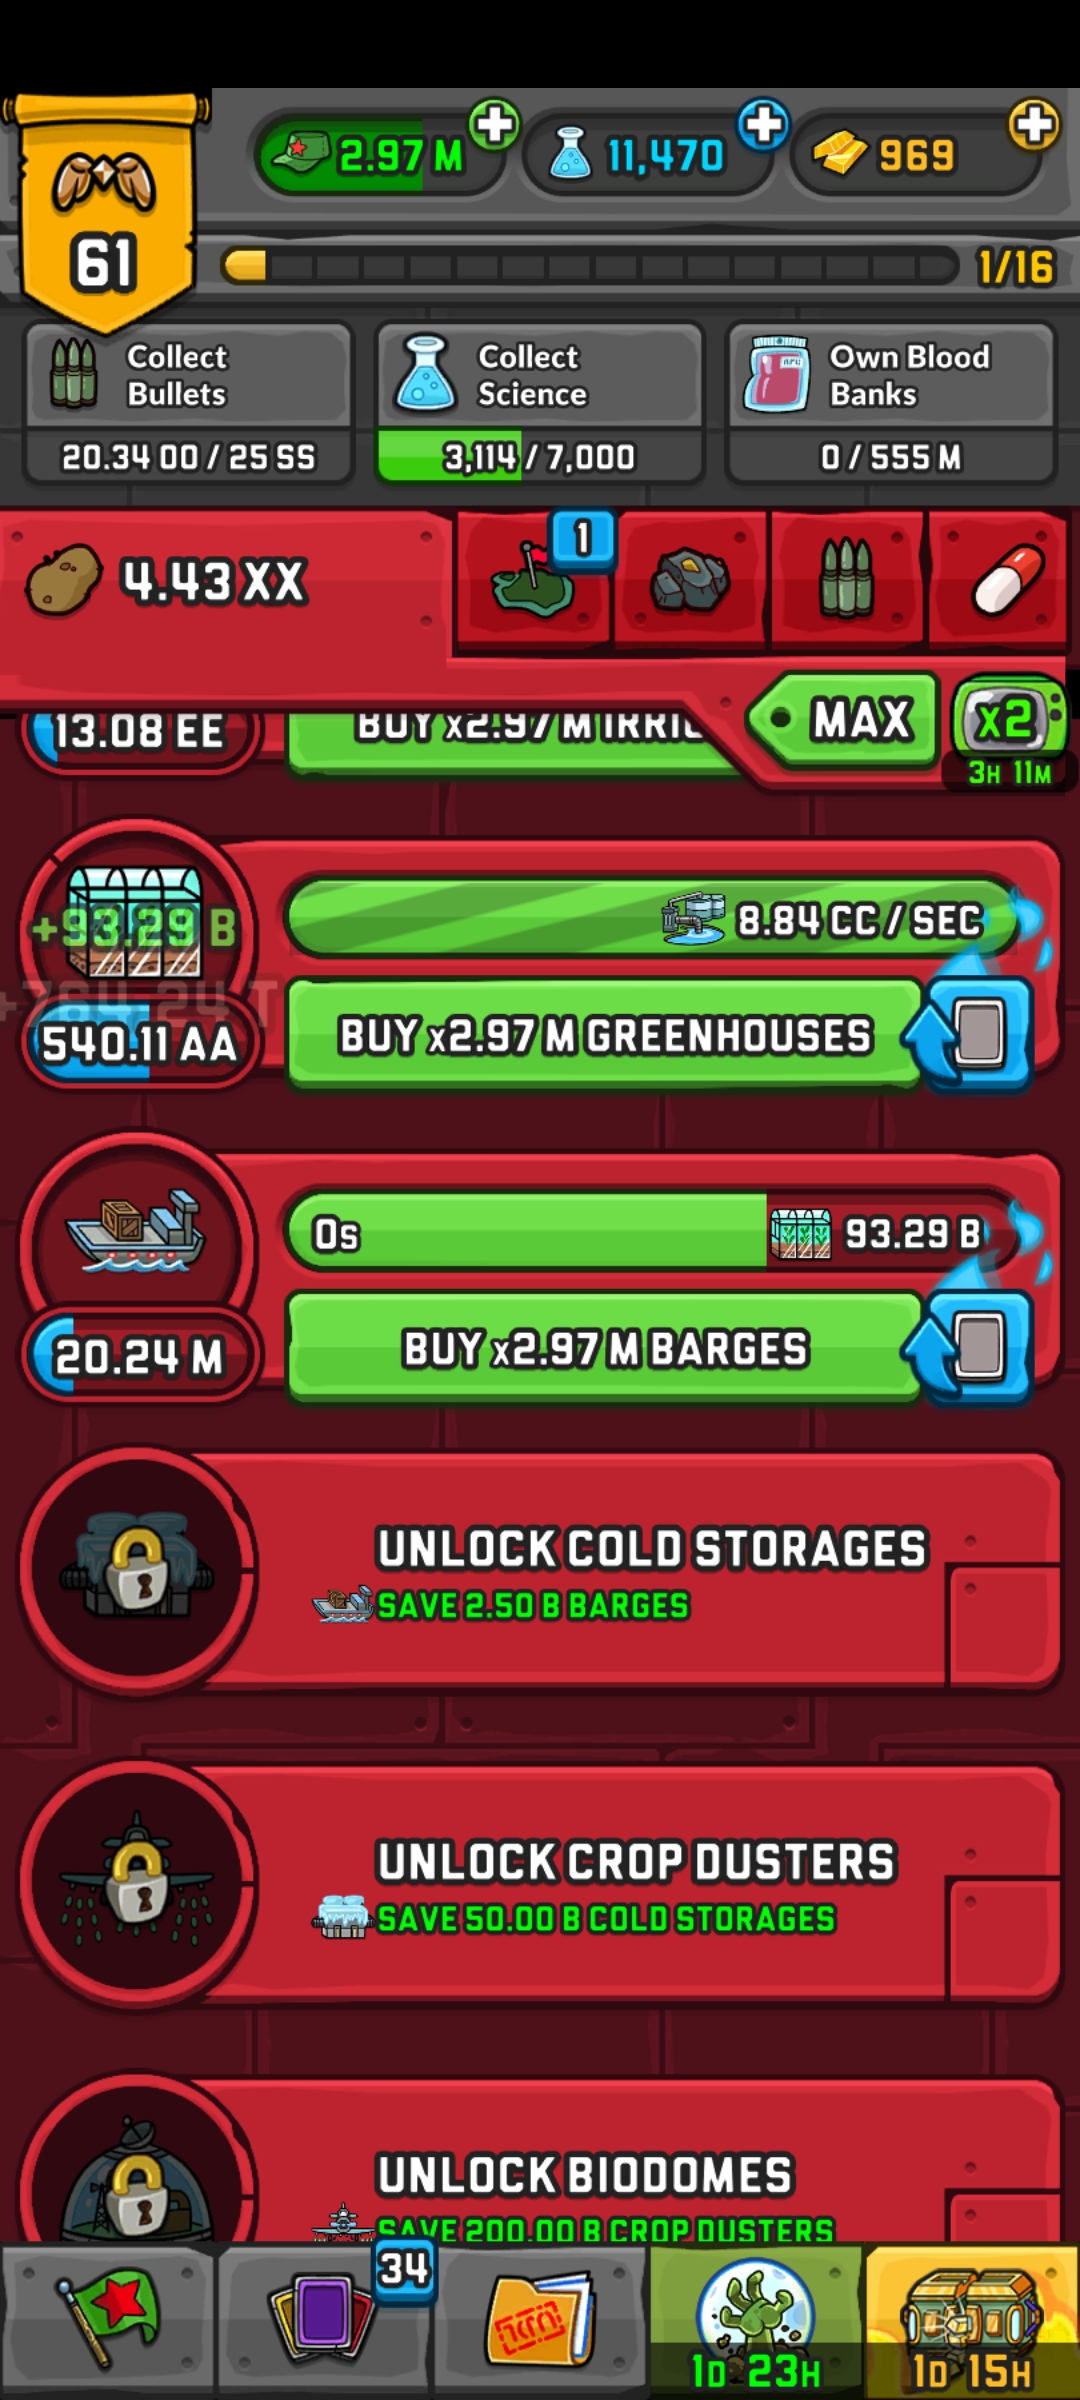 2.97 M
11,470
969
61
1/16
Collect
Bullets
20.34 OO / 25 SS
Collect
Science
3,114 / 7,000
Own Blood
Banks
0 / 555 M
4.43 XX
1
MAX
x2
3H 11M
13.08 EE
BUY x2.97 M
+93.29 B
+764.24 T
540.11 AA
8.84 CC / SEC
BUY x2.97 M GREENHOUSES
0s
93.29 B
20.24 M
BUY x2.97 M BARGES
UNLOCK COLD STORAGES
SAVE 2.50 B BARGES
UNLOCK CROP DUSTERS
SAVE 50.00 B COLD STORAGES
UNLOCK BIODOMES
SAVE 200.00 B CROP DUSTERS
34
1D 23H
1D 15H